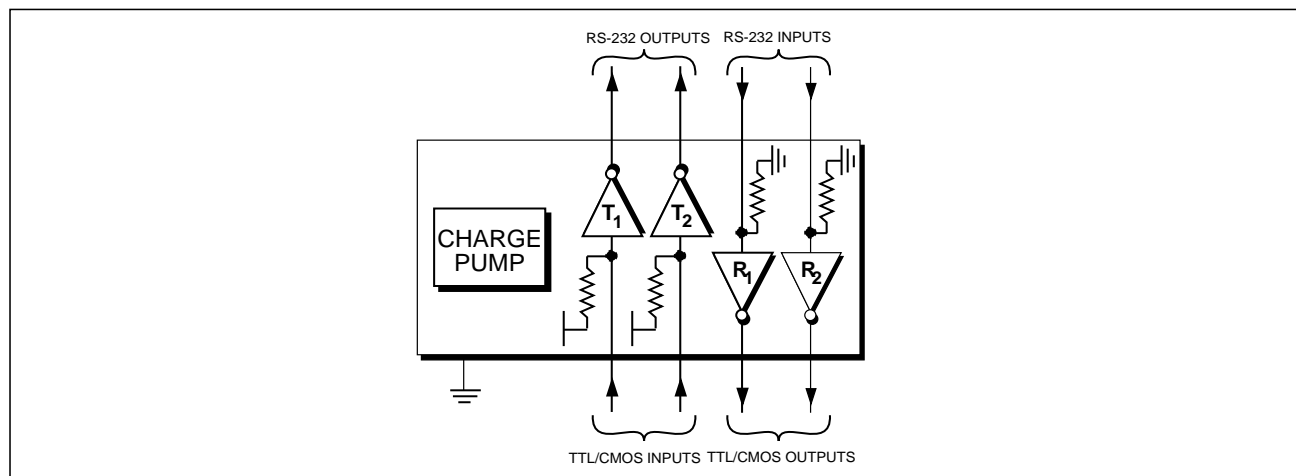 RS-232 OUTPUTS RS-232 INPUTS
T1 T2
CHARGE
PUMP
R1 R2
TTL/CMOS INPUTS TTL/CMOS OUTPUTS